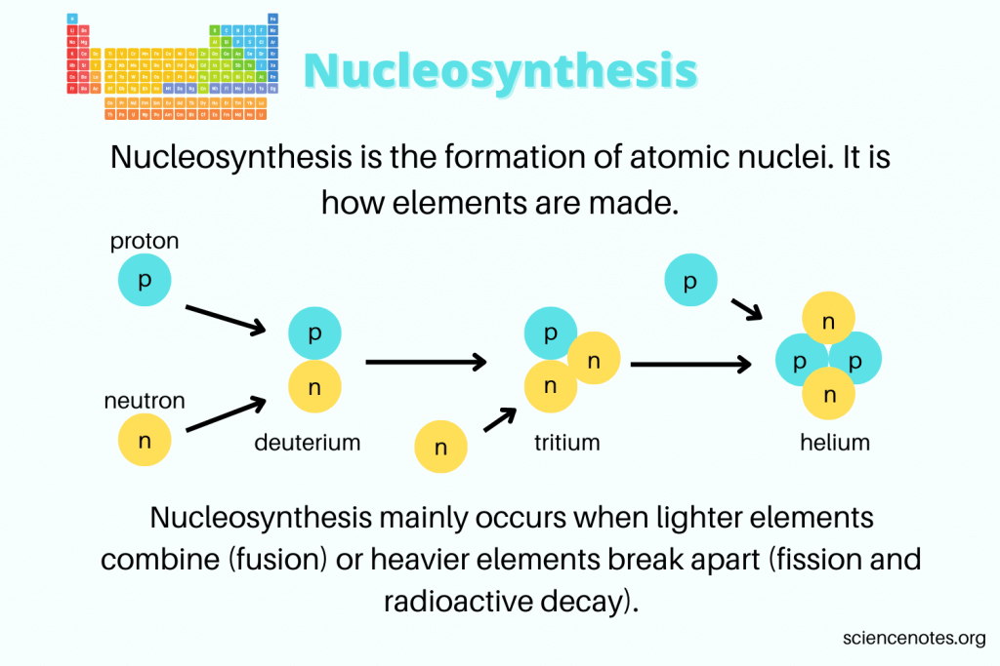 Nucleosynthesis
Nucleosynthesis is the formation of atomic nuclei. It is
how elements are made.
proton
p
p
p
n
p
n
n
n
p
p
n
neutron
n
n
deuterium
n
tritium
helium
Nucleosynthesis mainly occurs when lighter elements
combine (fusion) or heavier elements break apart (fission and
radioactive decay).
sciencenotes.org